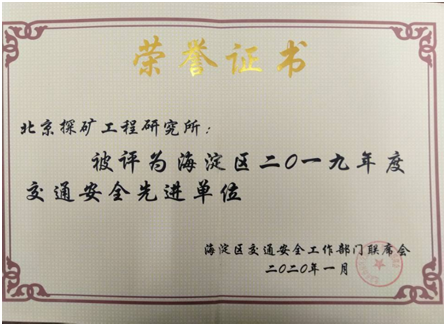 荣誉证书
北京探矿工程研究所：
被评为海淀区二〇一九年度
交通安全先进单位
海淀区交通安全工作部门联席会
二〇二〇年一月